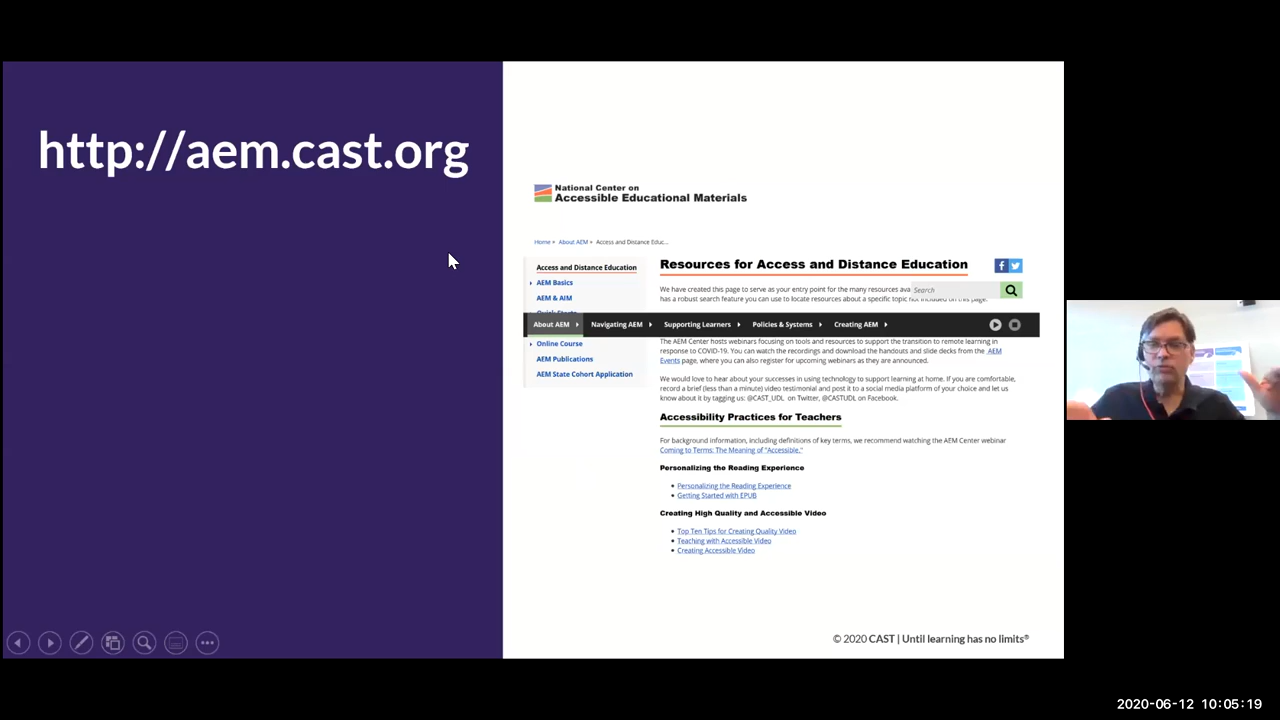 http://aem.cast.org
National Center on
Accessible Educational Materials
Home
About AEM
Access and Distance Educ...
Access and Distance Education
AEM Basics
AEM & AIM
Online Course
AEM Publications
AEM State Cohort Application
Resources for Access and Distance Education
We have created this page to serve as your entry point for the many resources ava
Search
has a robust search feature you can use to locate resources about a specific topic not included on this page.
About AEM
Navigating AEM
Supporting Learners
Policies & Systems
Creating AEM
The AEM Center hosts webinars focusing on tools and resources to support the transition to remote learning in
response to COVID-19. You can watch the recordings and download the handouts and slide decks from the AEM
Events page, where you can also register for upcoming webinars as they are announced.
We would love to hear about your successes in using technology to support learning at home. If you are comfortable,
record a brief (less than a minute) video testimonial and post it to a social media platform of your choice and let us
know about it by tagging us: @CAST_UDL on Twitter, @CASTUDL on Facebook.
Accessibility Practices for Teachers
For background information, including definitions of key terms, we recommend watching the AEM Center webinar
Coming to Terms: The Meaning of "Accessible."
Personalizing the Reading Experience
Personalizing the Reading Experience
Getting Started with EPUB
Creating High Quality and Accessible Video
Top Ten Tips for Creating Quality Video
Teaching with Accessible Video
Creating Accessible Video
© 2020 CAST | Until learning has no limits®
2020-06-12 10:05:19